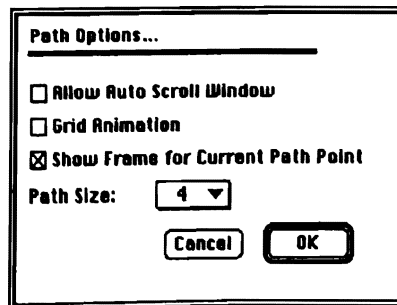 Path Options...
Allow Auto Scroll Window
Grid Animation
Show Frame for Current Path Point
Path Size: 4
Cancel OK